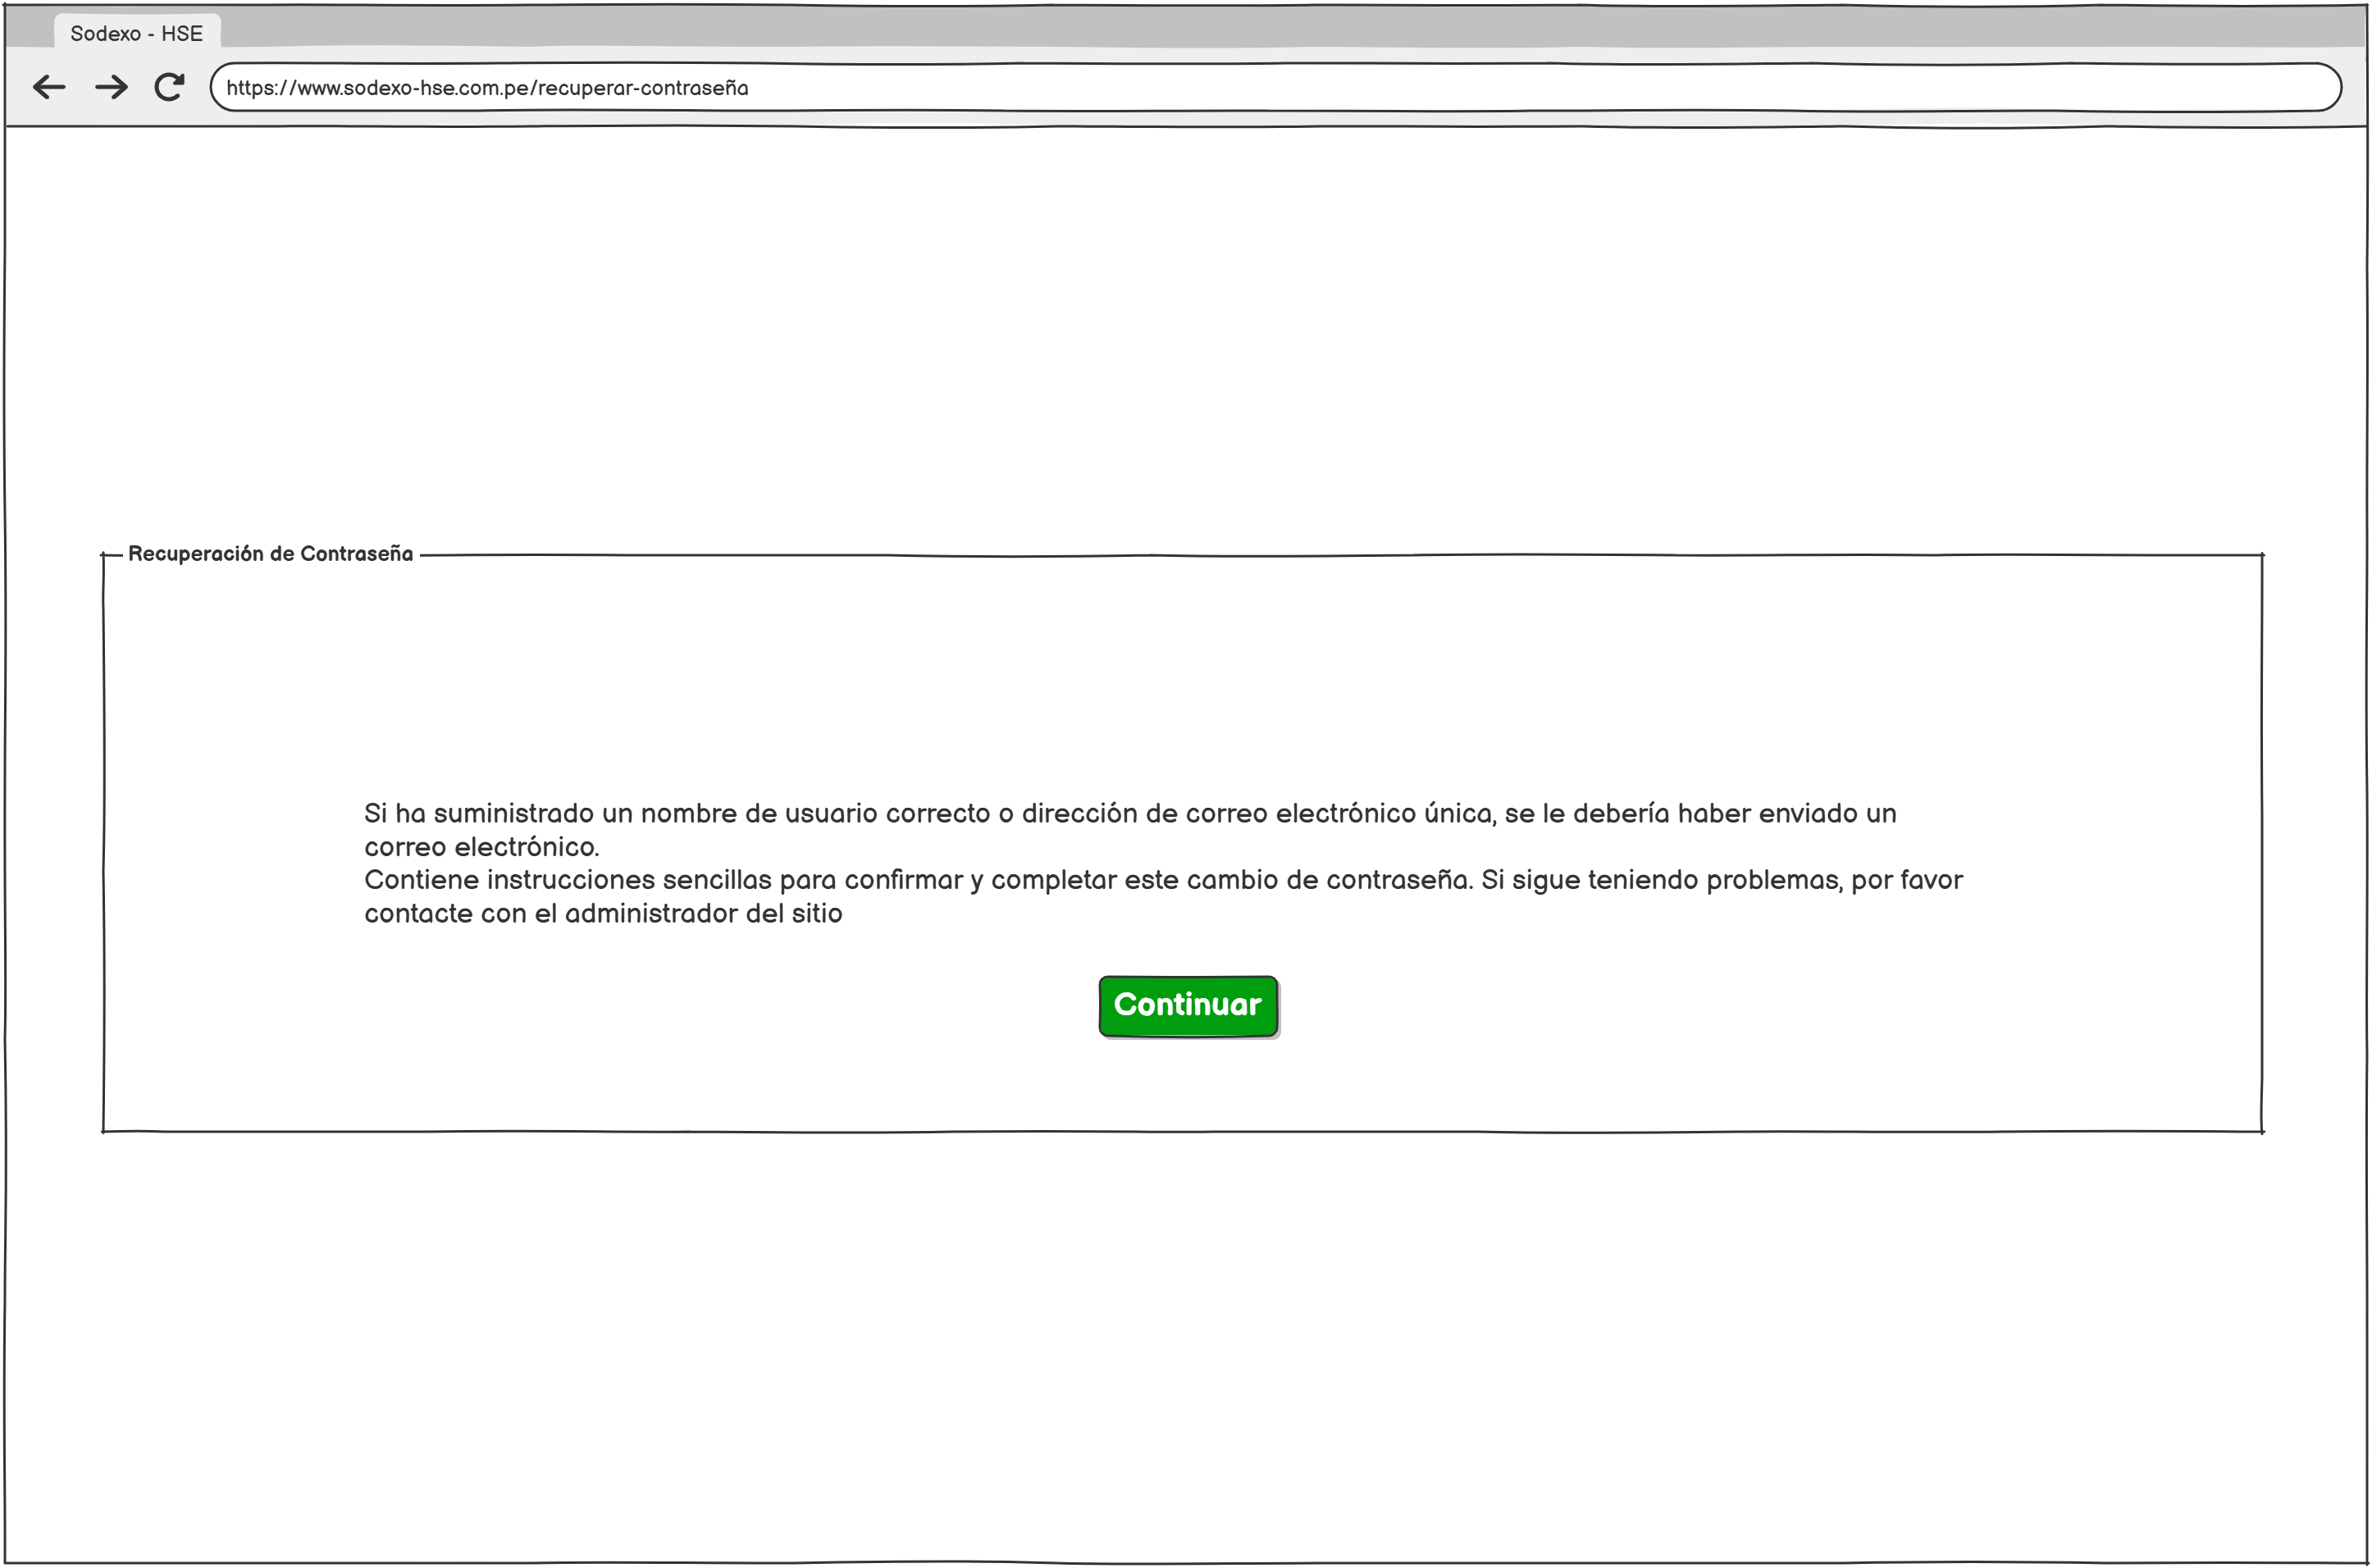 Sodexo - HSE
https://www.sodexo-hse.com.pe/recuperar-contraseña
Recuperación de Contraseña
Si ha suministrado un nombre de usuario correcto o dirección de correo electrónico única, se le debería haber enviado un
correo electrónico.
Contiene instrucciones sencillas para confirmar y completar este cambio de contraseña. Si sigue teniendo problemas, por favor
contacte con el administrador del sitio
Continuar